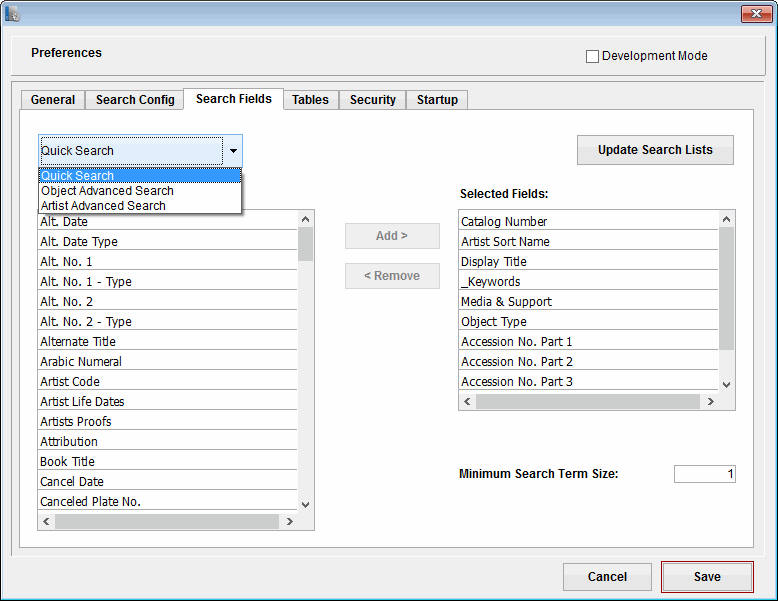 Preferences
Development Mode
General Search Config Search Fields Tables Security Startup
Quick Search
Update Search Lists
Quick Search
Object Advanced Search
Artist Advanced Search
Selected Fields:
Alt. Date
Alt. Date Type
Alt. No. 1
Alt. No. 1 - Type
Alt. No. 2
Alt. No. 2 - Type
Alternate Title
Arabic Numeral
Artist Code
Artist Life Dates
Artists Proofs
Attribution
Book Title
Cancel Date
Canceled Plate No.
Add >
< Remove
Catalog Number
Artist Sort Name
Display Title
_Keywords
Media & Support
Object Type
Accession No. Part 1
Accession No. Part 2
Accession No. Part 3
Minimum Search Term Size: 1
Cancel Save